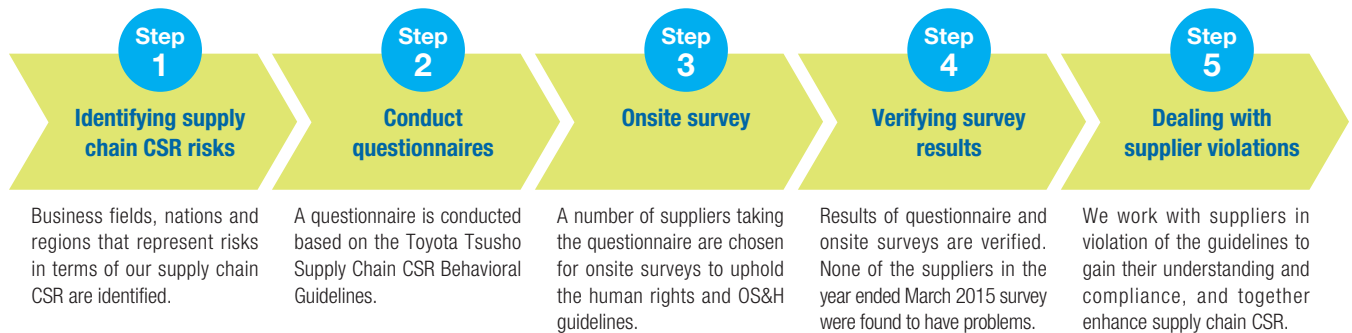 Step
1
Identifying supply
chain CSR risks
Business fields, nations and
regions that represent risks
in terms of our supply chain
CSR are identified.
Step
2
Conduct
questionnaires
A questionnaire is conducted
based on the Toyota Tsusho
Supply Chain CSR Behavioral
Guidelines.
Step
3
Onsite survey
A number of suppliers taking
the questionnaire are chosen
for onsite surveys to uphold
the human rights and OS&H
guidelines.
Step
4
Verifying survey
results
Results of questionnaire and
onsite surveys are verified.
None of the suppliers in the
year ended March 2015 survey
were found to have problems.
Step
5
Dealing with
supplier violations
We work with suppliers in
violation of the guidelines to
gain their understanding and
compliance, and together
enhance supply chain CSR.